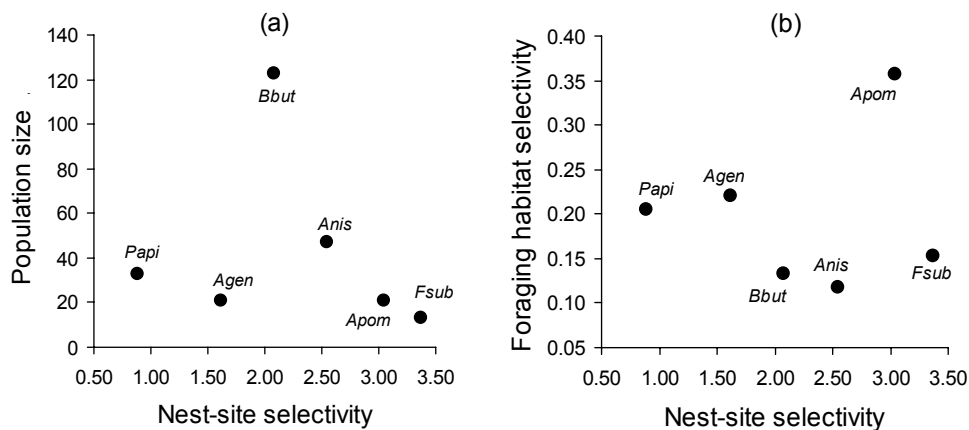 (a)
Population size
140
120
100
80
60
40
20
0
Bbut
Anis
Papi
Agen
Fsub
Apom
0.50 1.00 1.50 2.00 2.50 3.00 3.50
Nest-site selectivity
(b)
Foraging habitat selectivity
0.40
0.35
0.30
0.25
0.20
0.15
0.10
0.05
Apom
Agen
Papi
Anis
Fsub
Bbut
0.50 1.00 1.50 2.00 2.50 3.00 3.50
Nest-site selectivity